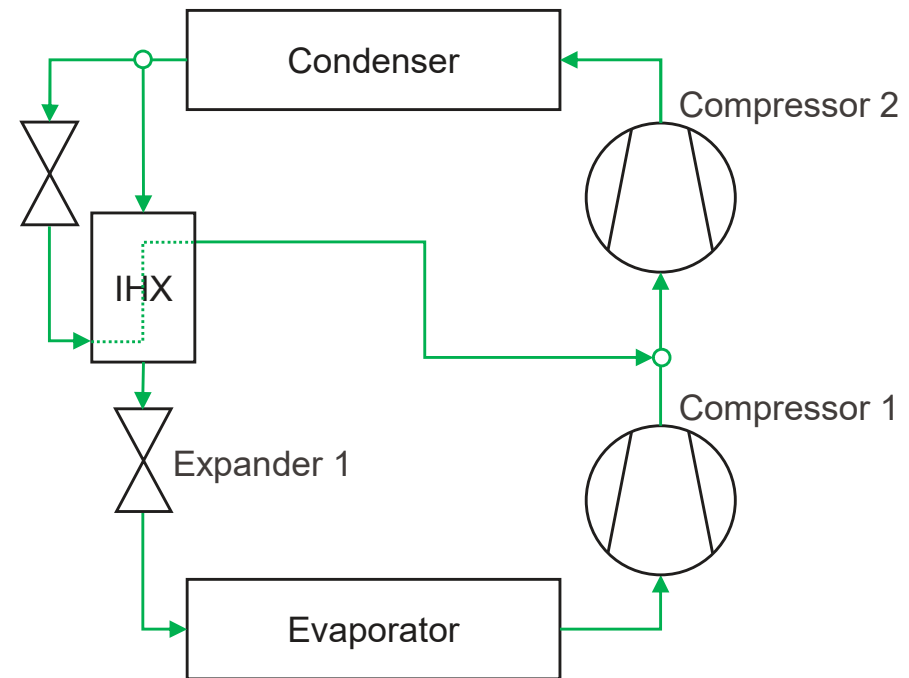 Condenser
Compressor 2
IHX
Compressor 1
Expander 1
Evaporator